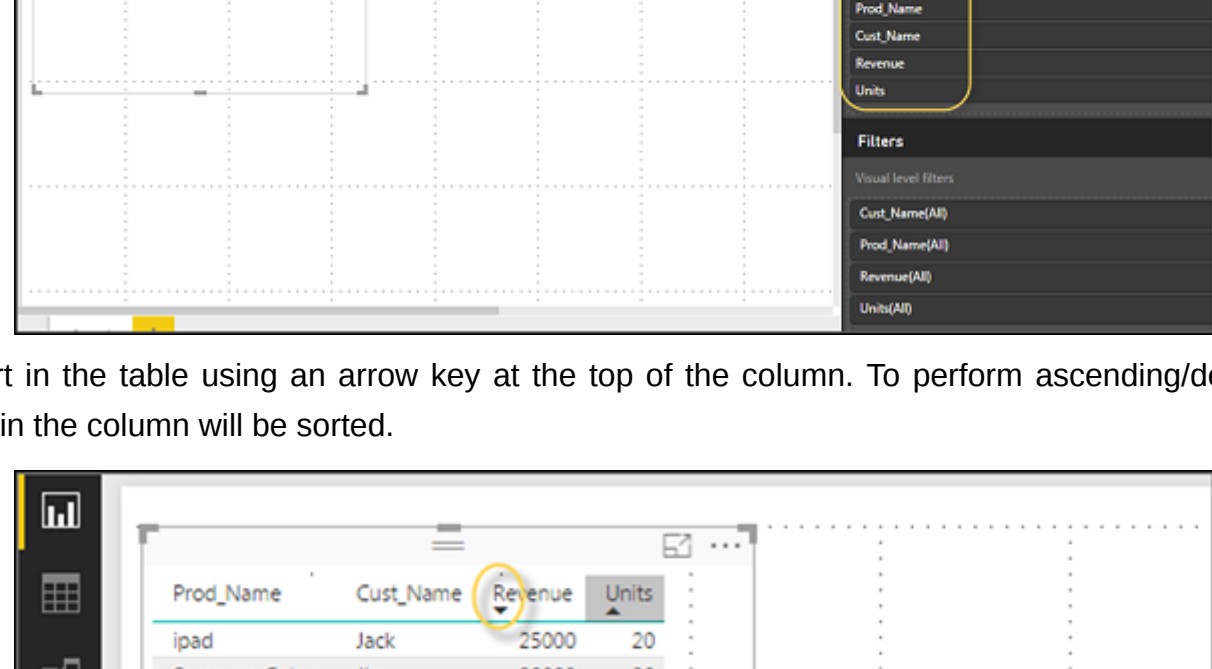 Prod_Name
Cust_Name
Revenue
Units
Filters
Visual level filters
Cust_Name(All)
Prod_Name(All)
Revenue(All)
Units(All)
rt in the table using an arrow key at the top of the column. To perform ascending/de
in the column will be sorted.
Prod_Name Cust_Name Revenue Units
ipad Jack 25000 20